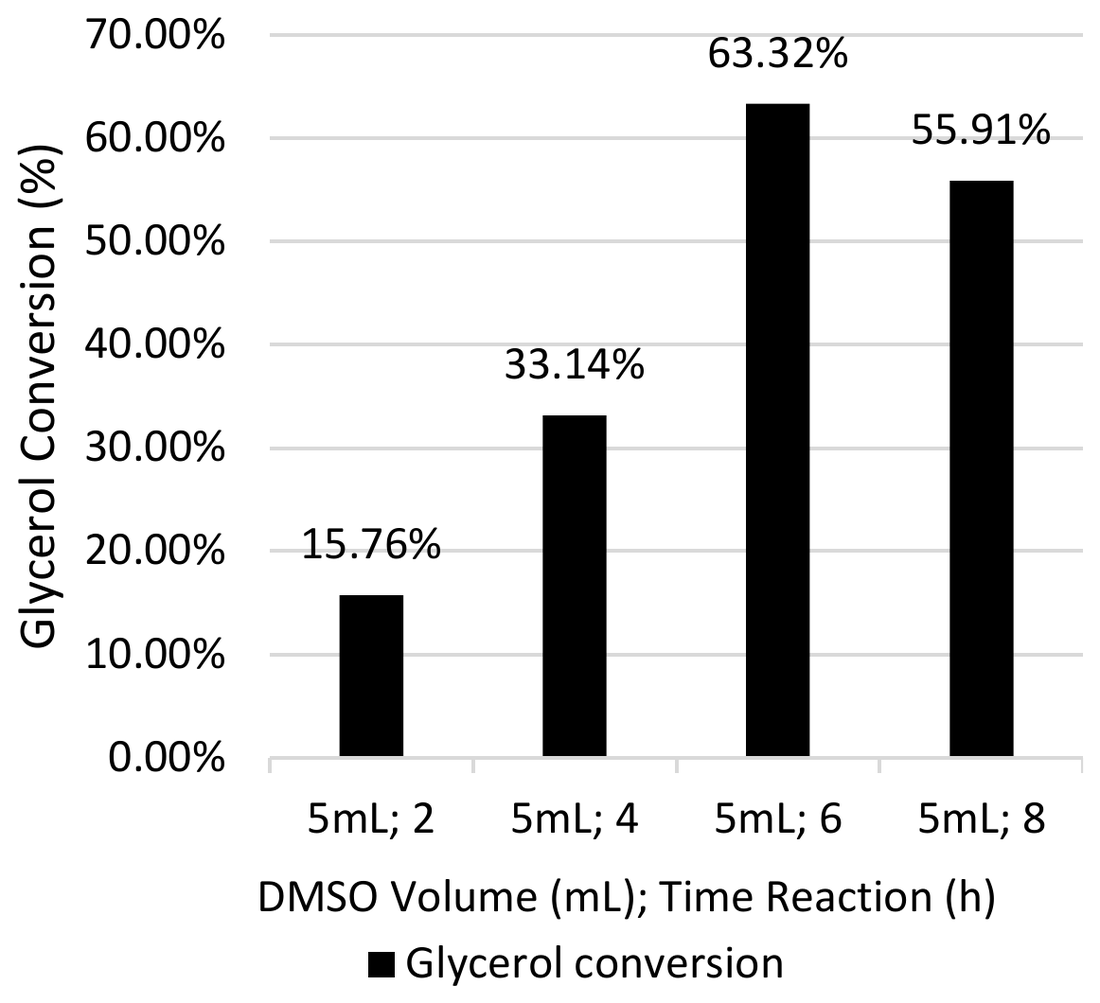 Glycerol Conversion (%)
70.00%
60.00%
50.00%
40.00%
30.00%
20.00%
10.00%
0.00%
15.76%
33.14%
63.32%
55.91%
5mL; 2
5mL; 4
5mL; 6
5mL; 8
DMSO Volume (mL); Time Reaction (h)
Glycerol conversion